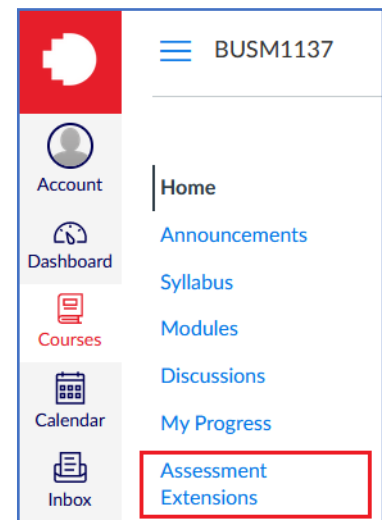 BUSM1137
Account
Dashboard
Courses
Calendar
Inbox
Home
Announcements
Syllabus
Modules
Discussions
My Progress
Assessment
Extensions